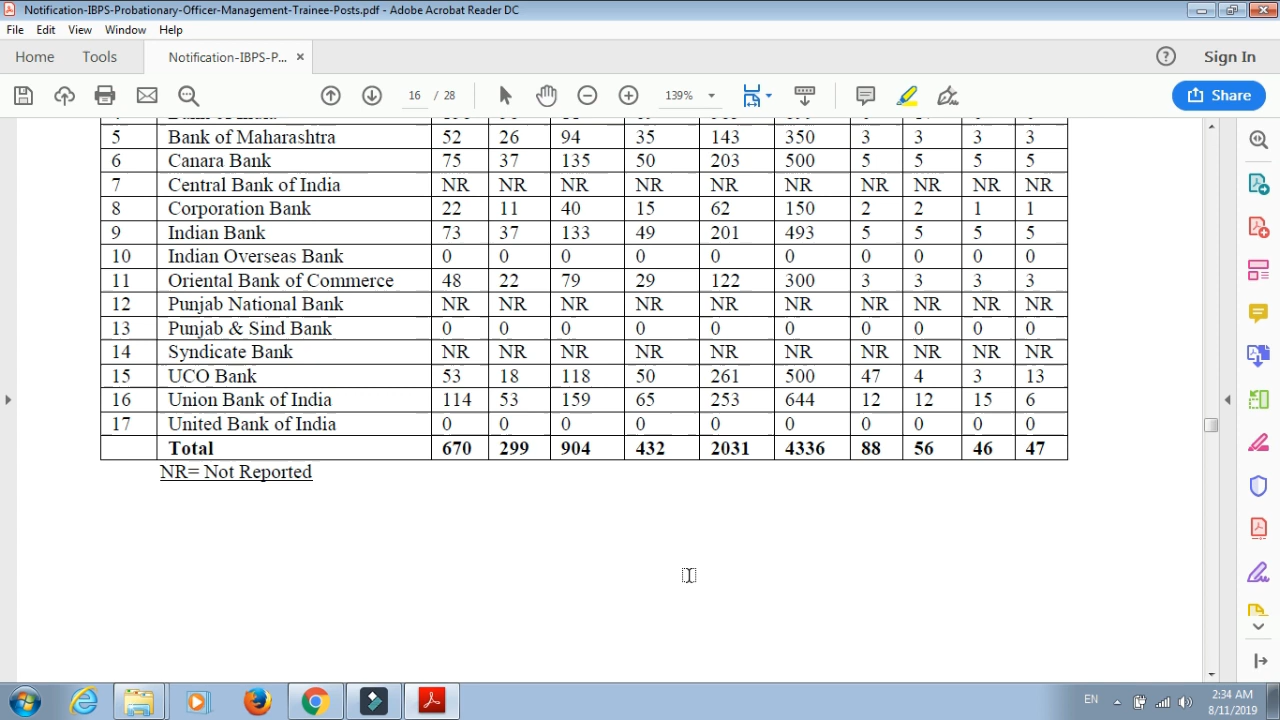 Notification-IBPS-Probationary-Officer-Management-Trainee-Posts.pdf - Adobe Acrobat Reader DC
File Edit View Window Help
Home Tools Notification-IBPS-P... × Sign In
16 / 28 139% Share
5 Bank of Maharashtra 52 26 94 35 143 350 3 3 3 3
6 Canara Bank 75 37 135 50 203 500 5 5 5 5
7 Central Bank of India NR NR NR NR NR NR NR NR NR NR
8 Corporation Bank 22 11 40 15 62 150 2 2 1 1
9 Indian Bank 73 37 133 49 201 493 5 5 5 5
10 Indian Overseas Bank 0 0 0 0 0 0 0 0 0 0
11 Oriental Bank of Commerce 48 22 79 29 122 300 3 3 3 3
12 Punjab National Bank NR NR NR NR NR NR NR NR NR NR
13 Punjab & Sind Bank 0 0 0 0 0 0 0 0 0 0
14 Syndicate Bank NR NR NR NR NR NR NR NR NR NR
15 UCO Bank 53 18 118 50 261 500 47 4 3 13
16 Union Bank of India 114 53 159 65 253 644 12 12 15 6
17 United Bank of India 0 0 0 0 0 0 0 0 0 0
Total 670 299 904 432 2031 4336 88 56 46 47
NR= Not Reported
EN 2:34 AM
8/11/2019